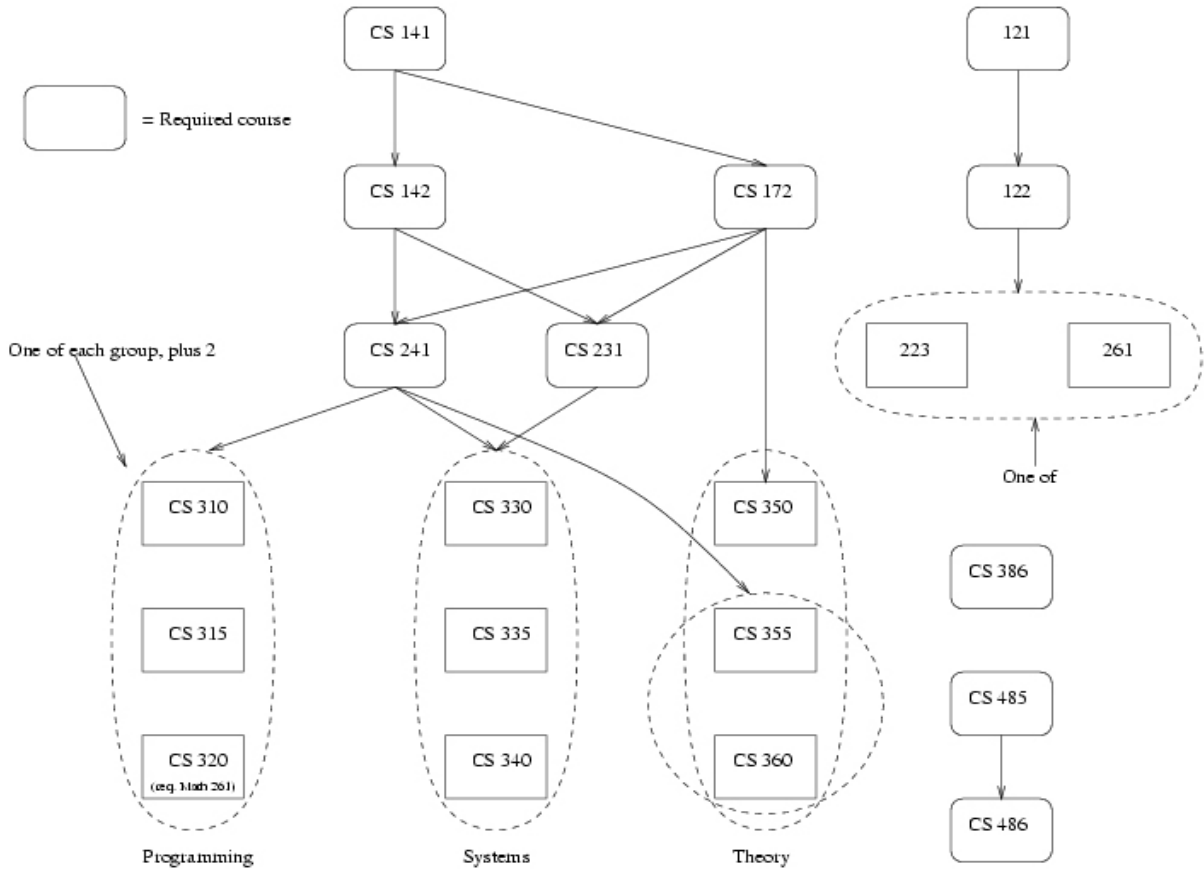 CS 141
121
= Required course
CS 142
CS 172
122
One of each group, plus 2
CS 241
CS 231
223
261
One of
CS 310
CS 330
CS 350
CS 386
CS 315
CS 335
CS 355
CS 485
CS 320
(req. Math 261)
CS 340
CS 360
CS 486
Programming
Systems
Theory